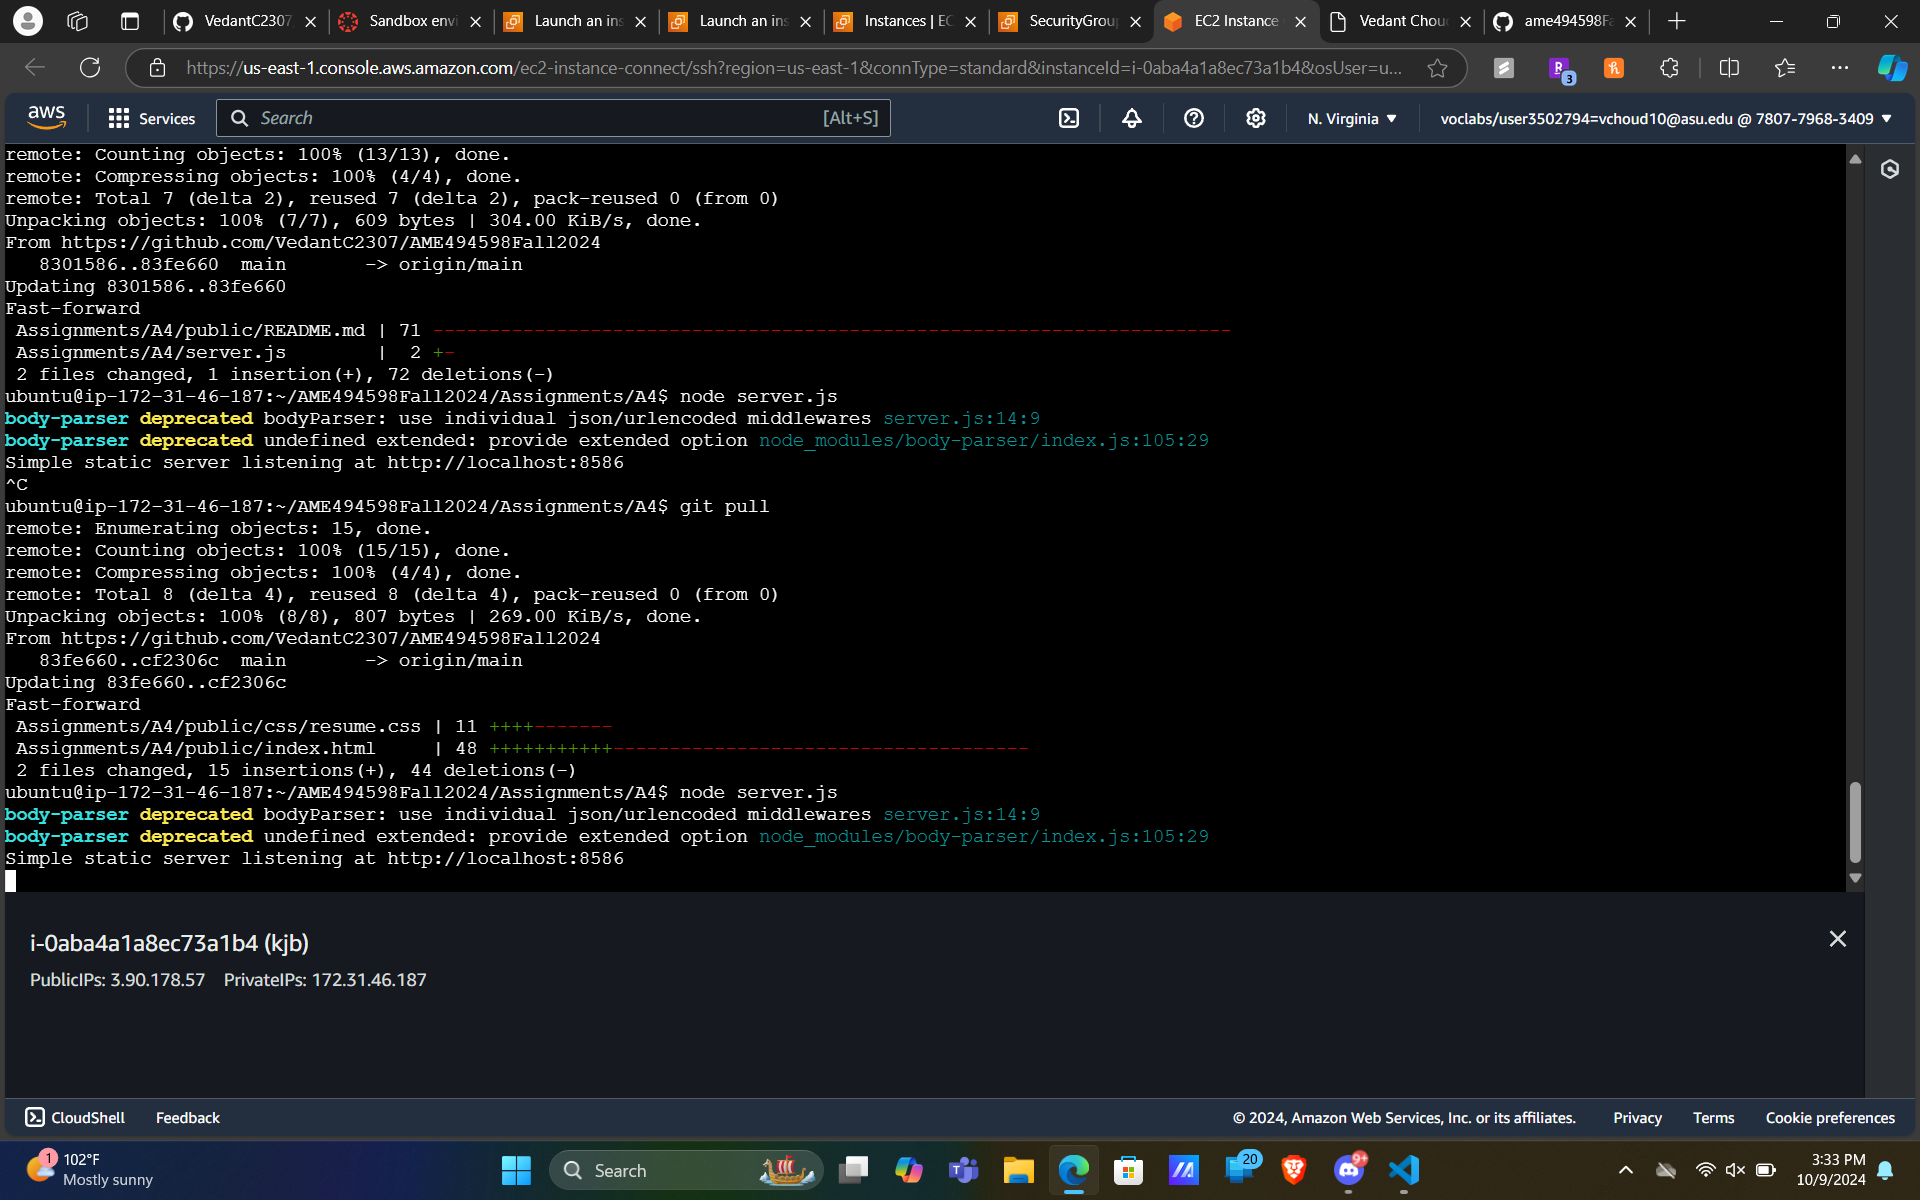 VedantC2307
Sandbox envi
Launch an ins
Launch an ins
Instances | EC
SecurityGrou
EC2 Instance
Vedant Chou
ame494598Fa
https://us-east-1.console.aws.amazon.com/ec2-instance-connect/ssh?region=us-east-1&connType=standard&instanceId=i-0aba4a1a8ec73a1b4&osUser=u...
3
aws
Services
Search
[Alt+S]
N. Virginia
voclabs/user3502794=vchoud10@asu.edu @ 7807-7968-3409
remote: Counting objects: 100% (13/13), done.
remote: Compressing objects: 100% (4/4), done.
remote: Total 7 (delta 2), reused 7 (delta 2), pack-reused 0 (from 0)
Unpacking objects: 100% (7/7), 609 bytes | 304.00 KiB/s, done.
From https://github.com/VedantC2307/AME494598Fall2024
   8301586..83fe660  main       -> origin/main
Updating 8301586..83fe660
Fast-forward
 Assignments/A4/public/README.md | 71 -----------------------------------------------------------------------
 Assignments/A4/server.js        |  2 +-
 2 files changed, 1 insertion(+), 72 deletions(-)
ubuntu@ip-172-31-46-187:~/AME494598Fall2024/Assignments/A4$ node server.js
body-parser deprecated bodyParser: use individual json/urlencoded middlewares server.js:14:9
body-parser deprecated undefined extended: provide extended option node_modules/body-parser/index.js:105:29
Simple static server listening at http://localhost:8586
^C
ubuntu@ip-172-31-46-187:~/AME494598Fall2024/Assignments/A4$ git pull
remote: Enumerating objects: 15, done.
remote: Counting objects: 100% (15/15), done.
remote: Compressing objects: 100% (4/4), done.
remote: Total 8 (delta 4), reused 8 (delta 4), pack-reused 0 (from 0)
Unpacking objects: 100% (8/8), 807 bytes | 269.00 KiB/s, done.
From https://github.com/VedantC2307/AME494598Fall2024
   83fe660..cf2306c  main       -> origin/main
Updating 83fe660..cf2306c
Fast-forward
 Assignments/A4/public/css/resume.css | 11 ++++-------
 Assignments/A4/public/index.html     | 48 +++++++++++-------------------------------------
 2 files changed, 15 insertions(+), 44 deletions(-)
ubuntu@ip-172-31-46-187:~/AME494598Fall2024/Assignments/A4$ node server.js
body-parser deprecated bodyParser: use individual json/urlencoded middlewares server.js:14:9
body-parser deprecated undefined extended: provide extended option node_modules/body-parser/index.js:105:29
Simple static server listening at http://localhost:8586
i-0aba4a1a8ec73a1b4 (kjb)
PublicIPs: 3.90.178.57    PrivateIPs: 172.31.46.187
CloudShell
Feedback
© 2024, Amazon Web Services, Inc. or its affiliates.
Privacy
Terms
Cookie preferences
1
102°F
Mostly sunny
Search
20
9+
3:33 PM
10/9/2024